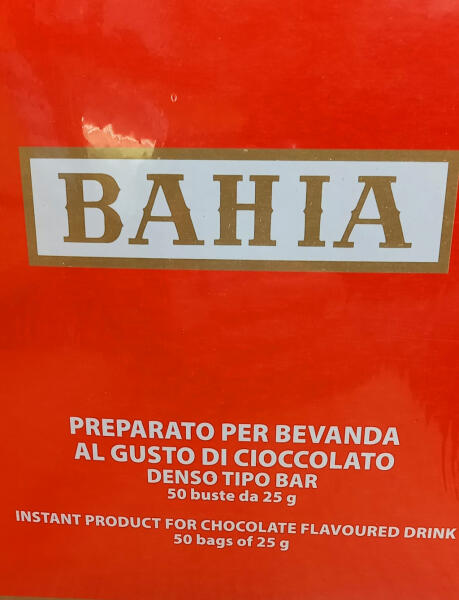 BAHIA
PREPARATO PER BEVANDA
AL GUSTO DI CIOCCOLATO
DENSO TIPO BAR
50 buste da 25 g
INSTANT PRODUCT FOR CHOCOLATE FLAVOURED DRINK
50 bags of 25 g